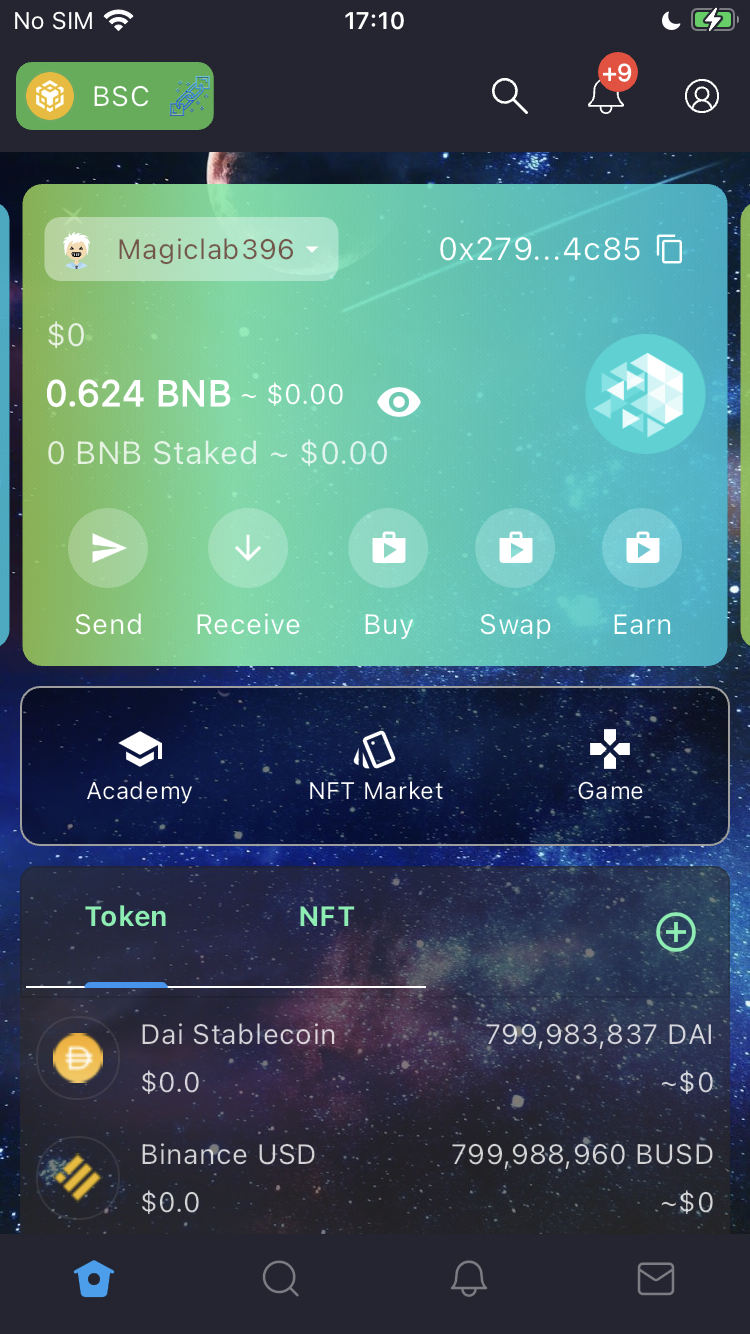 No SIM 17:10
BSC +9
Magiclab396 0x279...4c85
$0
0.624 BNB ~ $0.00
0 BNB Staked ~ $0.00
Send Receive Buy Swap Earn
Academy NFT Market Game
Token NFT
Dai Stablecoin 799,983,837 DAI
$0.0 ~$0
Binance USD 799,988,960 BUSD
$0.0 ~$0